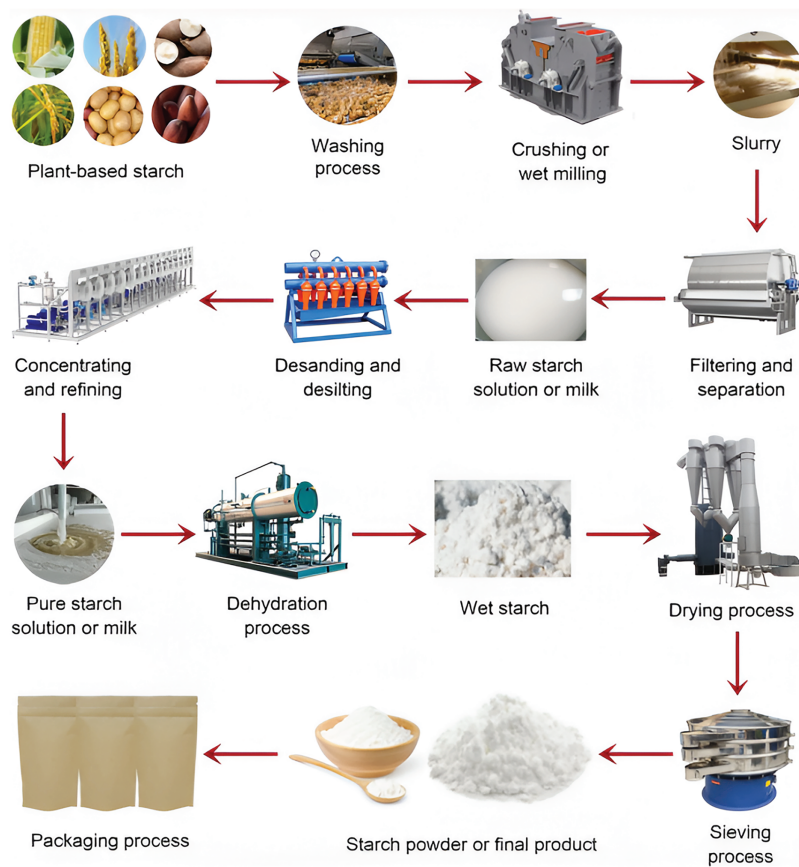 Plant-based starch
Washing
process
Crushing or
wet milling
Slurry
Filtering and
separation
Raw starch
solution or milk
Desanding and
desilting
Concentrating
and refining
Pure starch
solution or milk
Dehydration
process
Wet starch
Drying process
Sieving
process
Starch powder or final product
Packaging process